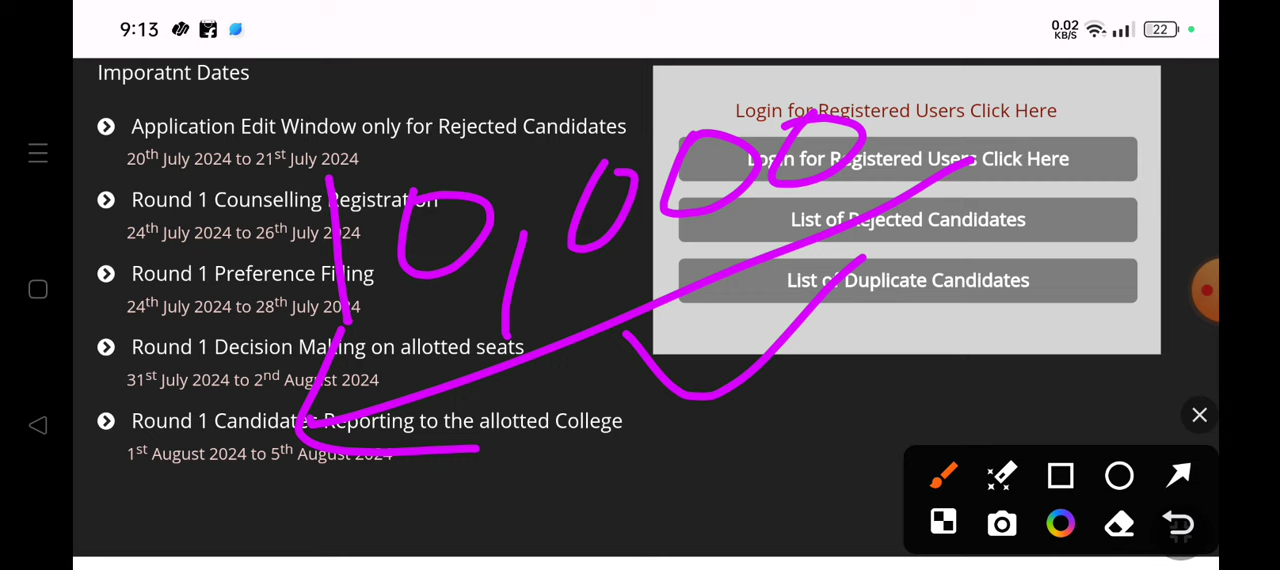 9:13
0.02
KB/S
22
Imporatnt Dates
Application Edit Window only for Rejected Candidates
20th July 2024 to 21st July 2024
Round 1 Counselling Registration
24th July 2024 to 26th July 2024
Round 1 Preference Filling
24th July 2024 to 28th July 2024
Round 1 Decision Making on allotted seats
31st July 2024 to 2nd August 2024
Round 1 Candidates Reporting to the allotted College
1st August 2024 to 5th August 2024
Login for Registered Users Click Here
Login for Registered Users Click Here
List of Rejected Candidates
List of Duplicate Candidates
10,000